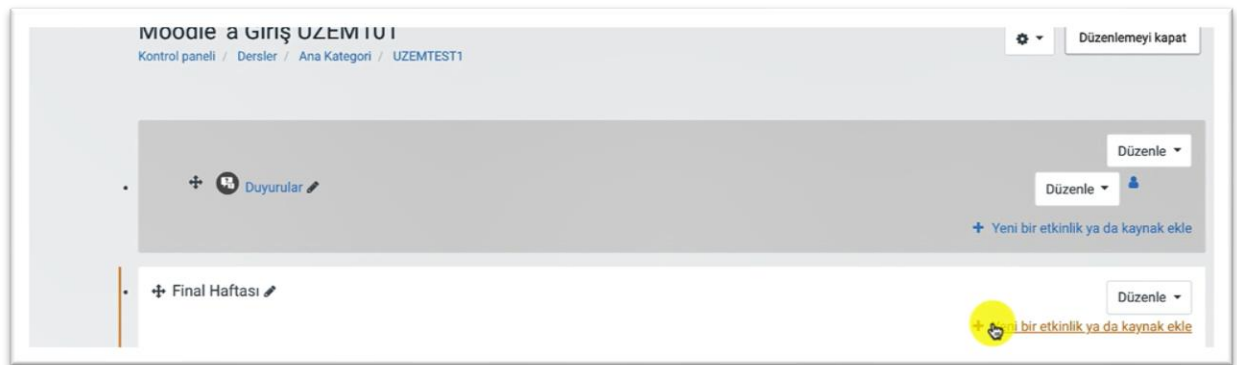 Moodle 'a Giriş UZEM101
Kontrol paneli / Dersler / Ana Kategori / UZEMTEST1
Düzenlemeyi kapat
Düzenle
Duyurular
Düzenle
+ Yeni bir etkinlik ya da kaynak ekle
Final Haftası
Düzenle
+ Yeni bir etkinlik ya da kaynak ekle